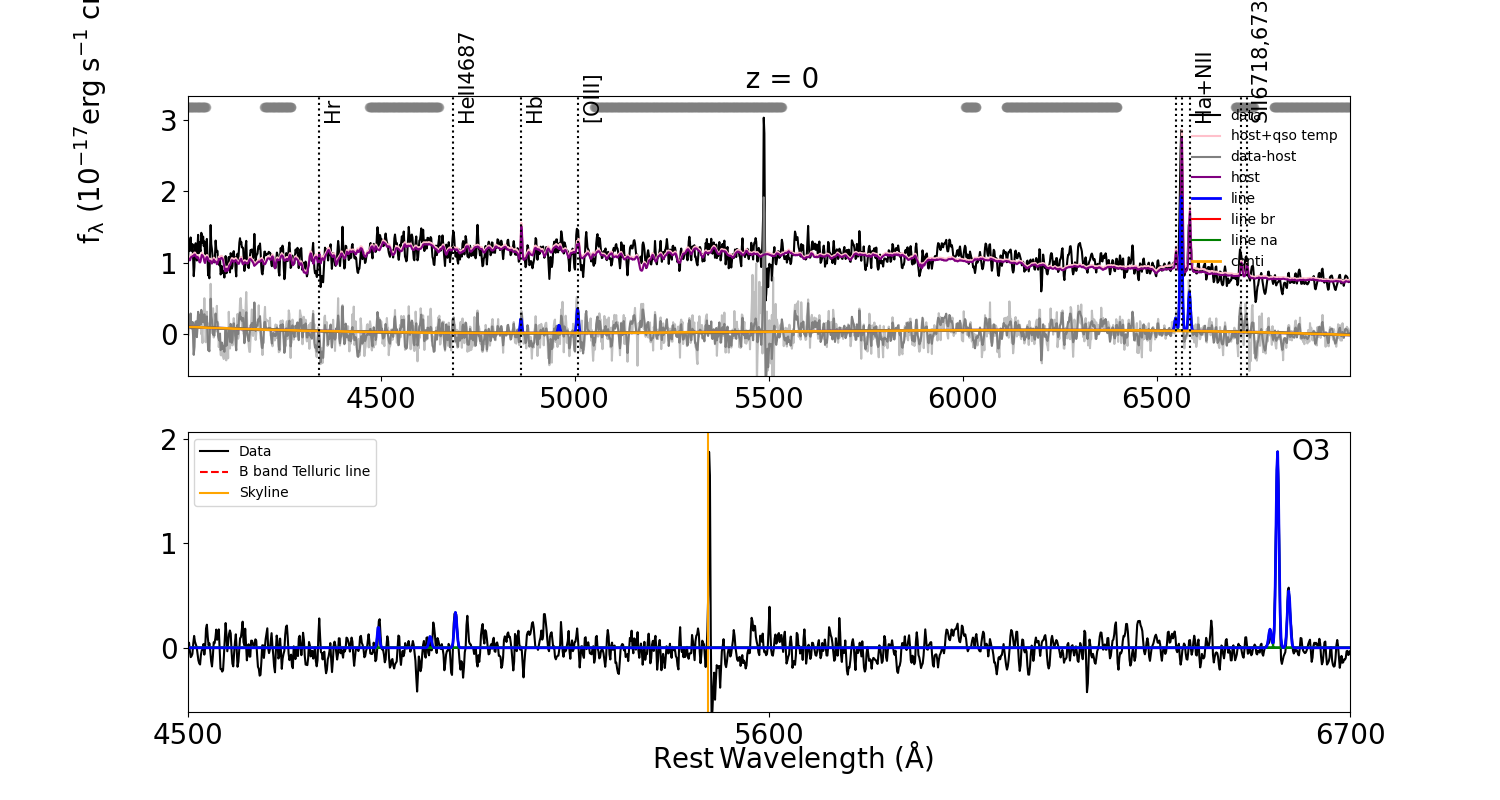 f_λ (10^−17 erg s^−1 c
z = 0
Hr
HeII4687
Hb
[OIII]
Ha+NII
SII6718,673
data
host+qso temp
data-host
host
line
line br
line na
conti
3
2
1
0
4500 5000 5500 6000 6500
Data
B band Telluric line
Skyline
O3
2
1
0
4500 5600 6700
Rest Wavelength (Å)